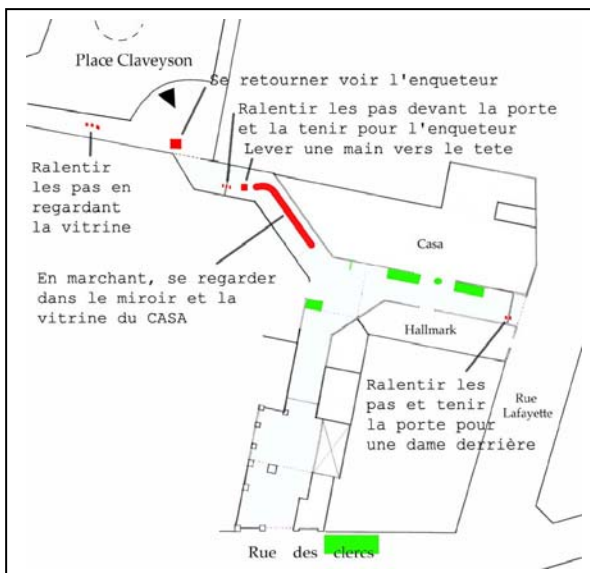 Place Claveyson
Se retourner voir l'enqueteur
Ralentir les pas devant la porte
et la tenir pour l'enqueteur
Lever une main vers le tete
Ralentir
les pas en
regardant
la vitrine
Casa
En marchant, se regarder
dans le miroir et la
vitrine du CASA
Hallmark
Ralentir les
pas et tenir
la porte pour
une dame derrière
Rue
Lafayette
Rue des clercs